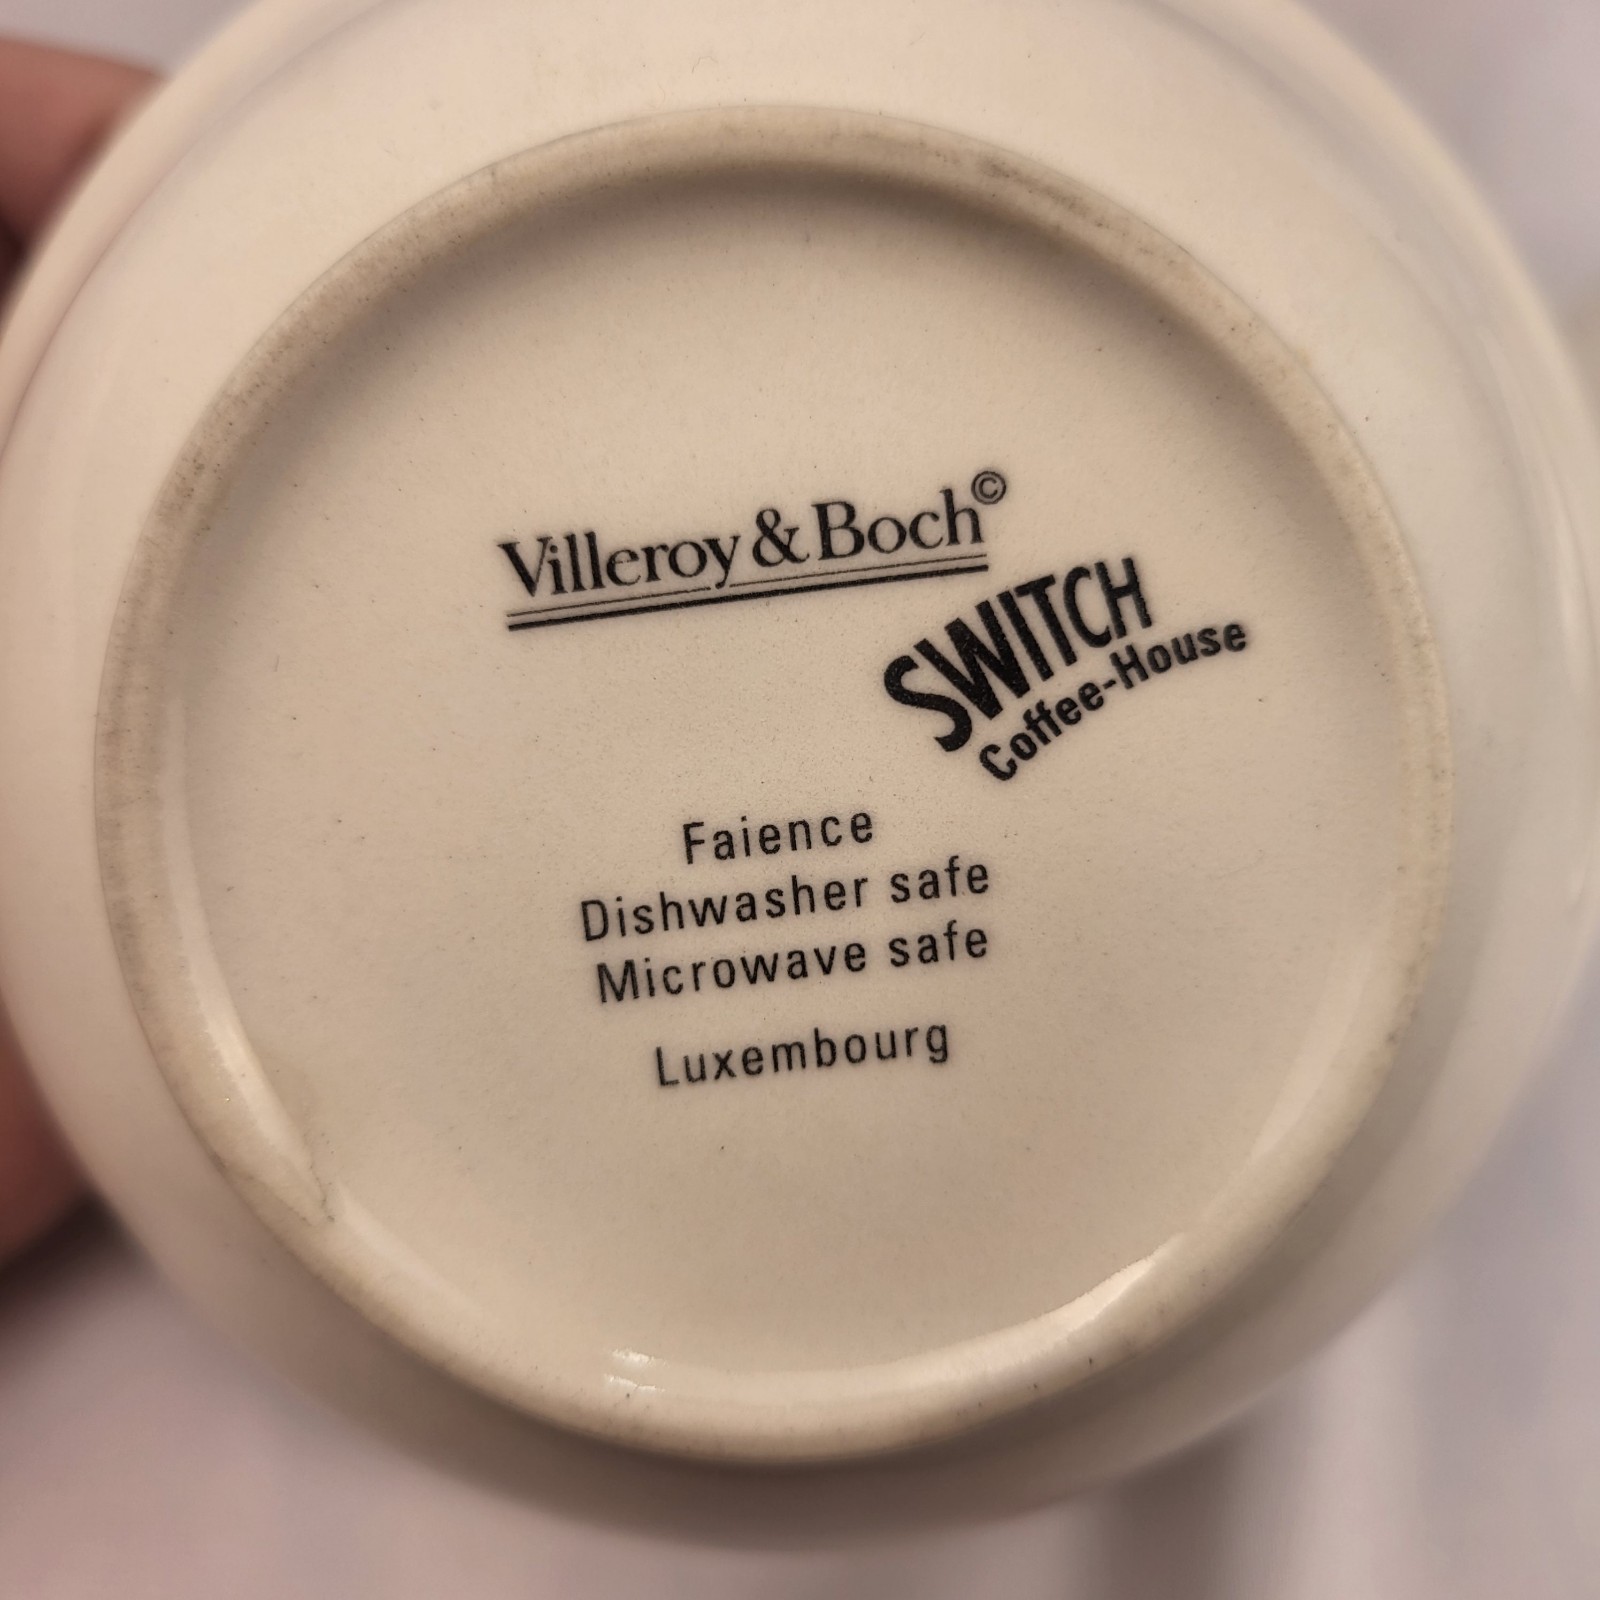 Villeroy & Boch©
SWITCH
Coffee-House
Faience
Dishwasher safe
Microwave safe
Luxembourg